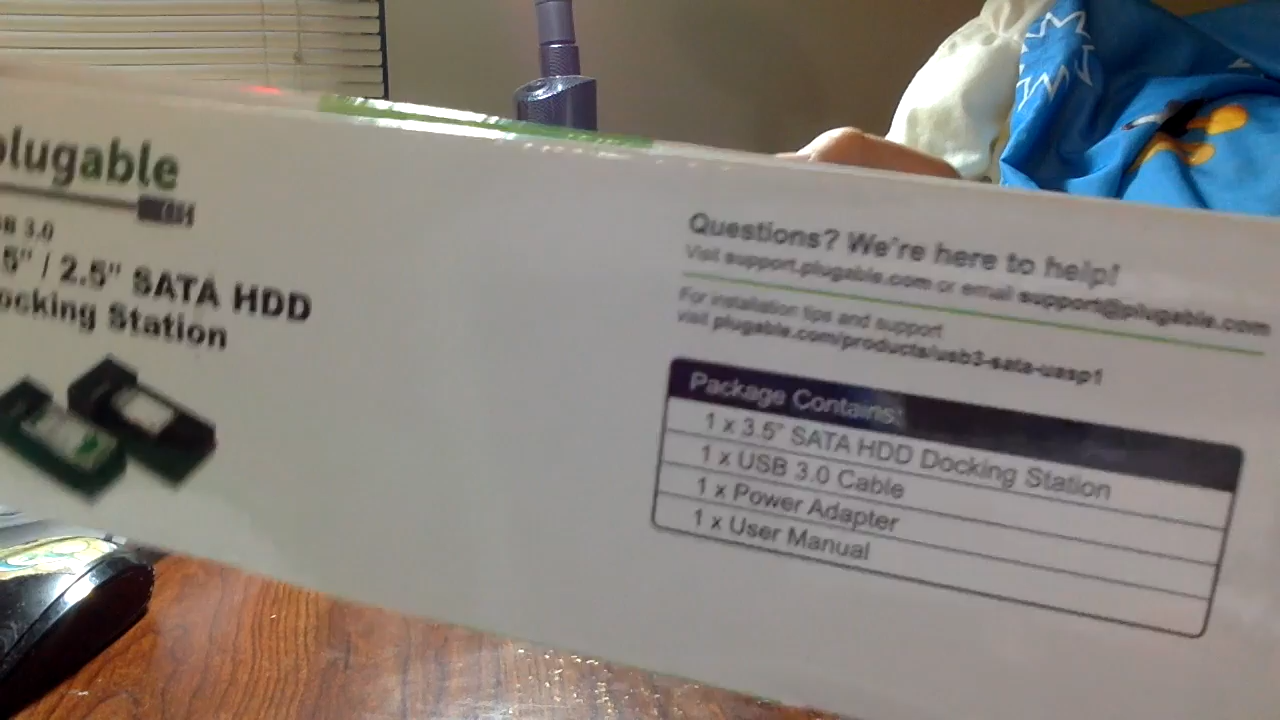 plugable
SB 3.0
5" / 2.5" SATA HDD
ocking Station
Questions? We're here to help!
Visit support.plugable.com or email support@plugable.com
For installation tips and support
visit plugable.com/products/usb3-sata-uasp1
Package Contains:
1 x 3.5" SATA HDD Docking Station
1 x USB 3.0 Cable
1 x Power Adapter
1 x User Manual